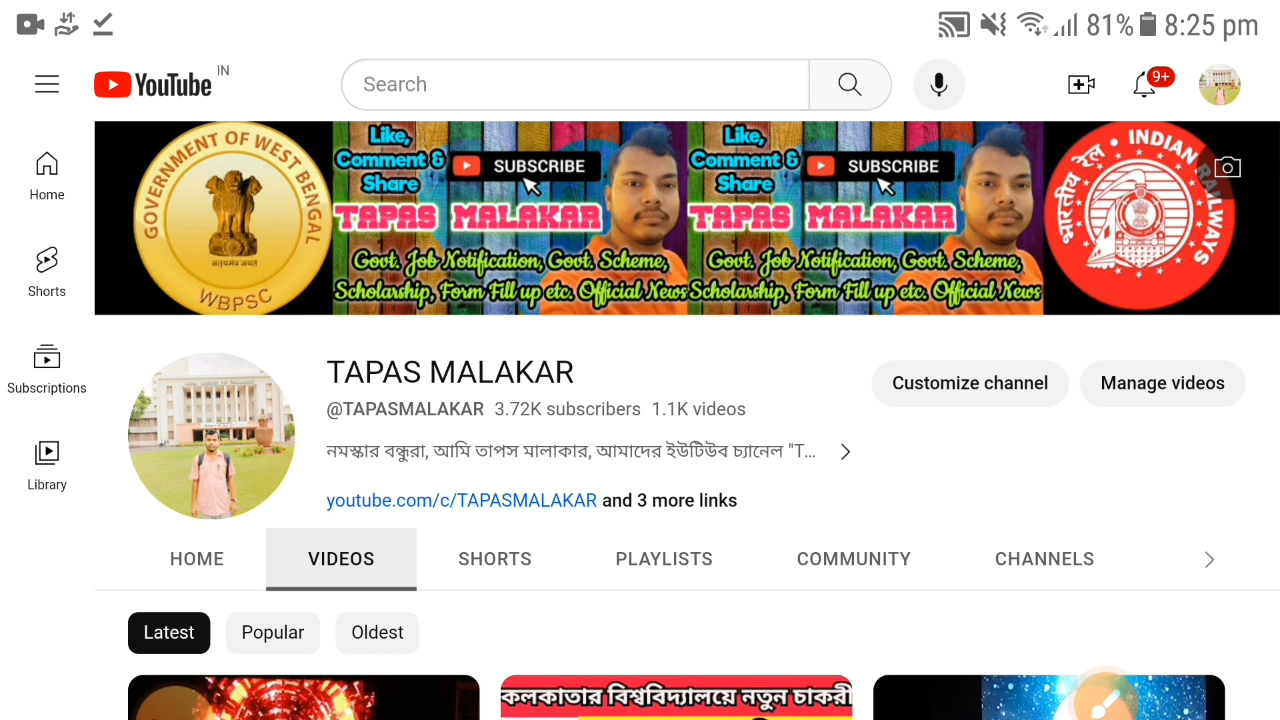 81% 8:25 pm
YouTube IN
Search
9+
Home
Shorts
Subscriptions
Library
GOVERNMENT OF WEST BENGAL
सत्यमेव जयते
WBPSC
Like,
Comment &
Share
SUBSCRIBE
TAPAS MALAKAR
Govt. Job Notification, Govt. Scheme,
Scholarship, Form Fill up etc. Official News
Like,
Comment &
Share
SUBSCRIBE
TAPAS MALAKAR
Govt. Job Notification, Govt. Scheme,
Scholarship, Form Fill up etc. Official News
भारतीय रेल • INDIAN RAILWAYS
TAPAS MALAKAR
@TAPASMALAKAR 3.72K subscribers 1.1K videos
নমস্কার বন্ধুরা, আমি তাপস মালাকার, আমাদের ইউটিউব চ্যানেল "T...
youtube.com/c/TAPASMALAKAR and 3 more links
Customize channel
Manage videos
HOME VIDEOS SHORTS PLAYLISTS COMMUNITY CHANNELS
Latest Popular Oldest
কলকাতার বিশ্ববিদ্যালয়ে নতুন চাকরী